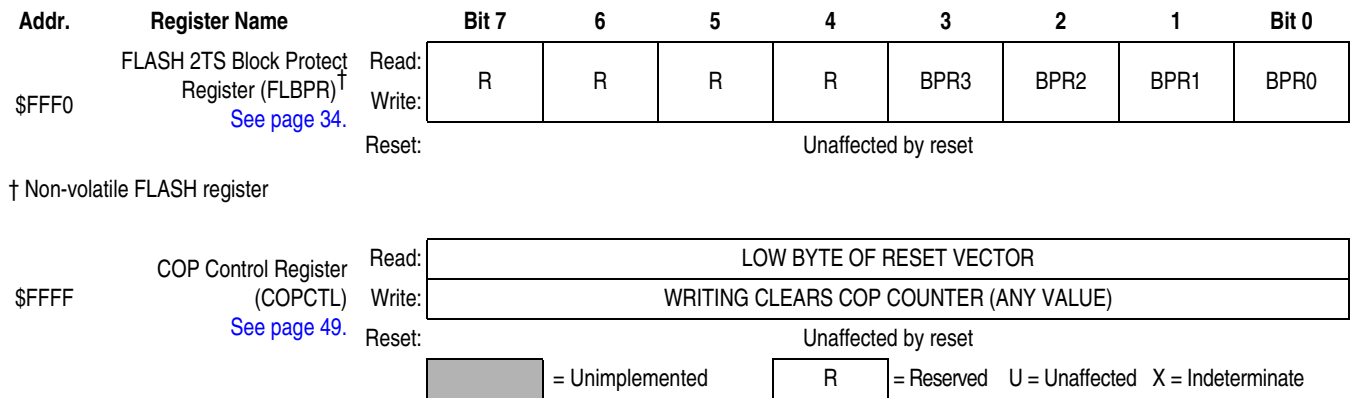 Addr. Register Name Bit 7 6 5 4 3 2 1 Bit 0
$FFF0 FLASH 2TS Block Protect Register (FLBPR)† See page 34. Read: Write: R R R R BPR3 BPR2 BPR1 BPR0
Reset: Unaffected by reset
† Non-volatile FLASH register
$FFFF COP Control Register (COPCTL) See page 49. Read: LOW BYTE OF RESET VECTOR
Write: WRITING CLEARS COP COUNTER (ANY VALUE)
Reset: Unaffected by reset
= Unimplemented R = Reserved U = Unaffected X = Indeterminate